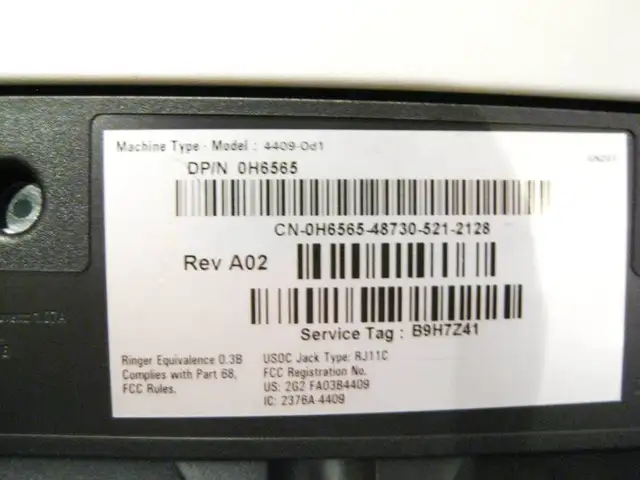 Machine Type - Model : 4409-0d1
DP/N 0H6565
CN-0H6565-48730-521-2128
Rev A02
Service Tag : B9H7Z41
Ringer Equivalence 0.3B
Complies with Part 68,
FCC Rules.
USOC Jack Type: RJ11C
FCC Registration No.
US: 2G2 FA03B4409
IC: 2376A-4409